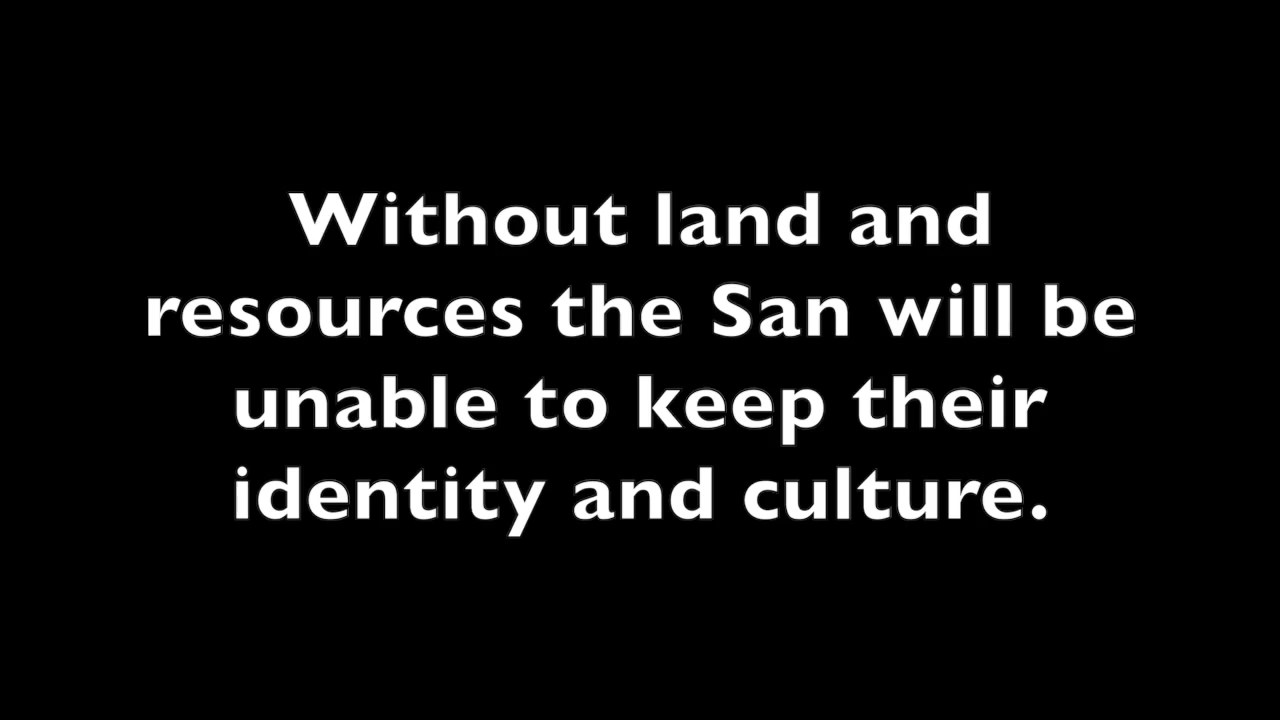 Without land and
resources the San will be
unable to keep their
identity and culture.